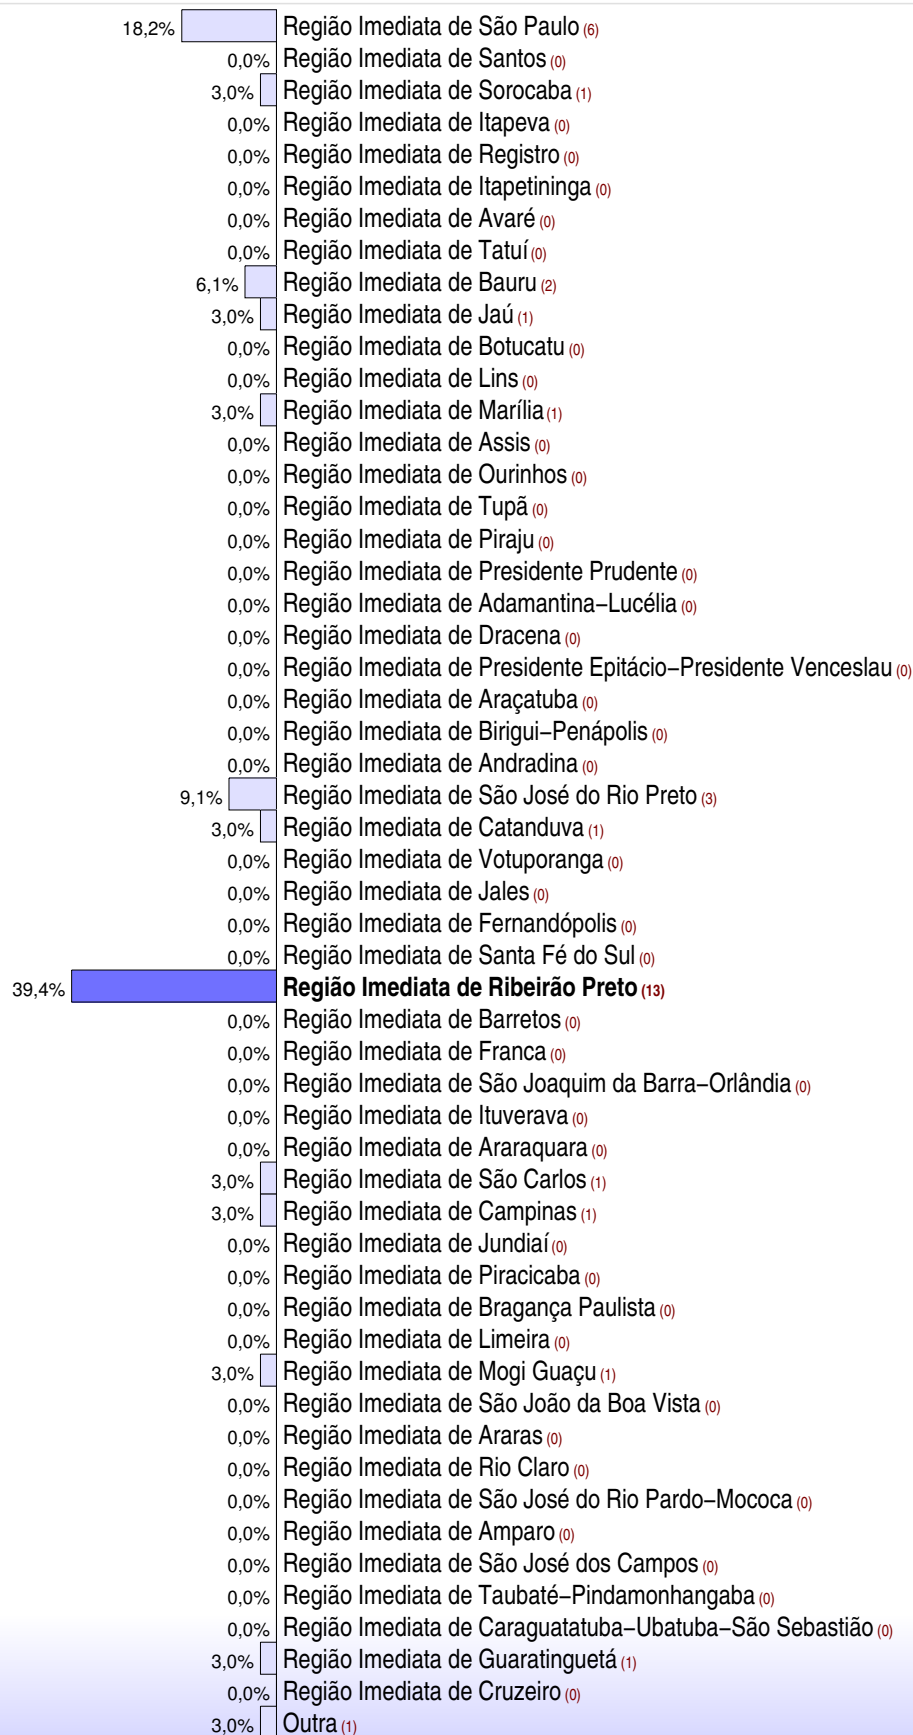 18,2% Região Imediata de São Paulo (6)
0,0% Região Imediata de Santos (0)
3,0% Região Imediata de Sorocaba (1)
0,0% Região Imediata de Itapeva (0)
0,0% Região Imediata de Registro (0)
0,0% Região Imediata de Itapetininga (0)
0,0% Região Imediata de Avaré (0)
0,0% Região Imediata de Tatuí (0)
6,1% Região Imediata de Bauru (2)
3,0% Região Imediata de Jaú (1)
0,0% Região Imediata de Botucatu (0)
0,0% Região Imediata de Lins (0)
3,0% Região Imediata de Marília (1)
0,0% Região Imediata de Assis (0)
0,0% Região Imediata de Ourinhos (0)
0,0% Região Imediata de Tupã (0)
0,0% Região Imediata de Piraju (0)
0,0% Região Imediata de Presidente Prudente (0)
0,0% Região Imediata de Adamantina−Lucélia (0)
0,0% Região Imediata de Dracena (0)
0,0% Região Imediata de Presidente Epitácio−Presidente Venceslau (0)
0,0% Região Imediata de Araçatuba (0)
0,0% Região Imediata de Birigui−Penápolis (0)
0,0% Região Imediata de Andradina (0)
9,1% Região Imediata de São José do Rio Preto (3)
3,0% Região Imediata de Catanduva (1)
0,0% Região Imediata de Votuporanga (0)
0,0% Região Imediata de Jales (0)
0,0% Região Imediata de Fernandópolis (0)
0,0% Região Imediata de Santa Fé do Sul (0)
39,4% Região Imediata de Ribeirão Preto (13)
0,0% Região Imediata de Barretos (0)
0,0% Região Imediata de Franca (0)
0,0% Região Imediata de São Joaquim da Barra−Orlândia (0)
0,0% Região Imediata de Ituverava (0)
0,0% Região Imediata de Araraquara (0)
3,0% Região Imediata de São Carlos (1)
3,0% Região Imediata de Campinas (1)
0,0% Região Imediata de Jundiaí (0)
0,0% Região Imediata de Piracicaba (0)
0,0% Região Imediata de Bragança Paulista (0)
0,0% Região Imediata de Limeira (0)
3,0% Região Imediata de Mogi Guaçu (1)
0,0% Região Imediata de São João da Boa Vista (0)
0,0% Região Imediata de Araras (0)
0,0% Região Imediata de Rio Claro (0)
0,0% Região Imediata de São José do Rio Pardo−Mococa (0)
0,0% Região Imediata de Amparo (0)
0,0% Região Imediata de São José dos Campos (0)
0,0% Região Imediata de Taubaté−Pindamonhangaba (0)
0,0% Região Imediata de Caraguatatuba−Ubatuba−São Sebastião (0)
3,0% Região Imediata de Guaratinguetá (1)
0,0% Região Imediata de Cruzeiro (0)
3,0% Outra (1)